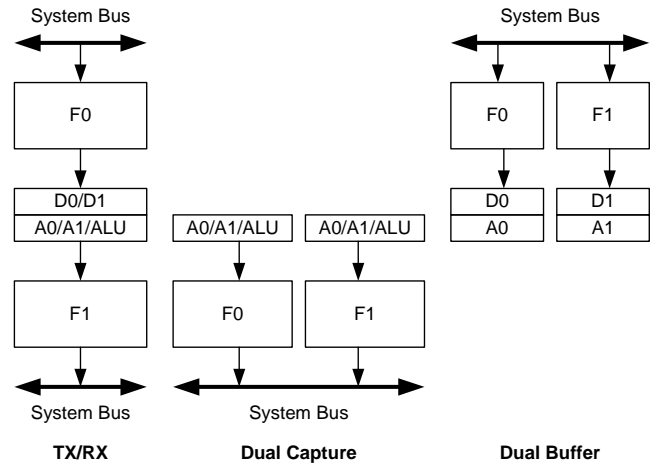 System Bus
System Bus
F0
F0
F1
D0/D1
D0
D1
A0/A1/ALU
A0/A1/ALU
A0/A1/ALU
A0
A1
F1
F0
F1
System Bus
System Bus
TX/RX
Dual Capture
Dual Buffer